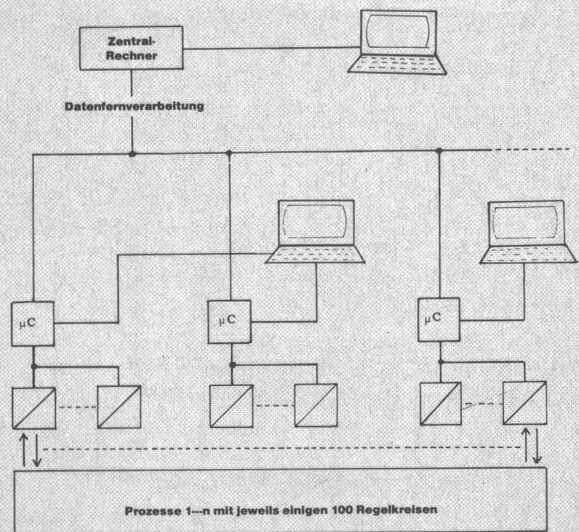 Zentral-
Rechner
Datenfernverarbeitung
µC
µC
µC
Prozesse 1---n mit jeweils einigen 100 Regelkreisen